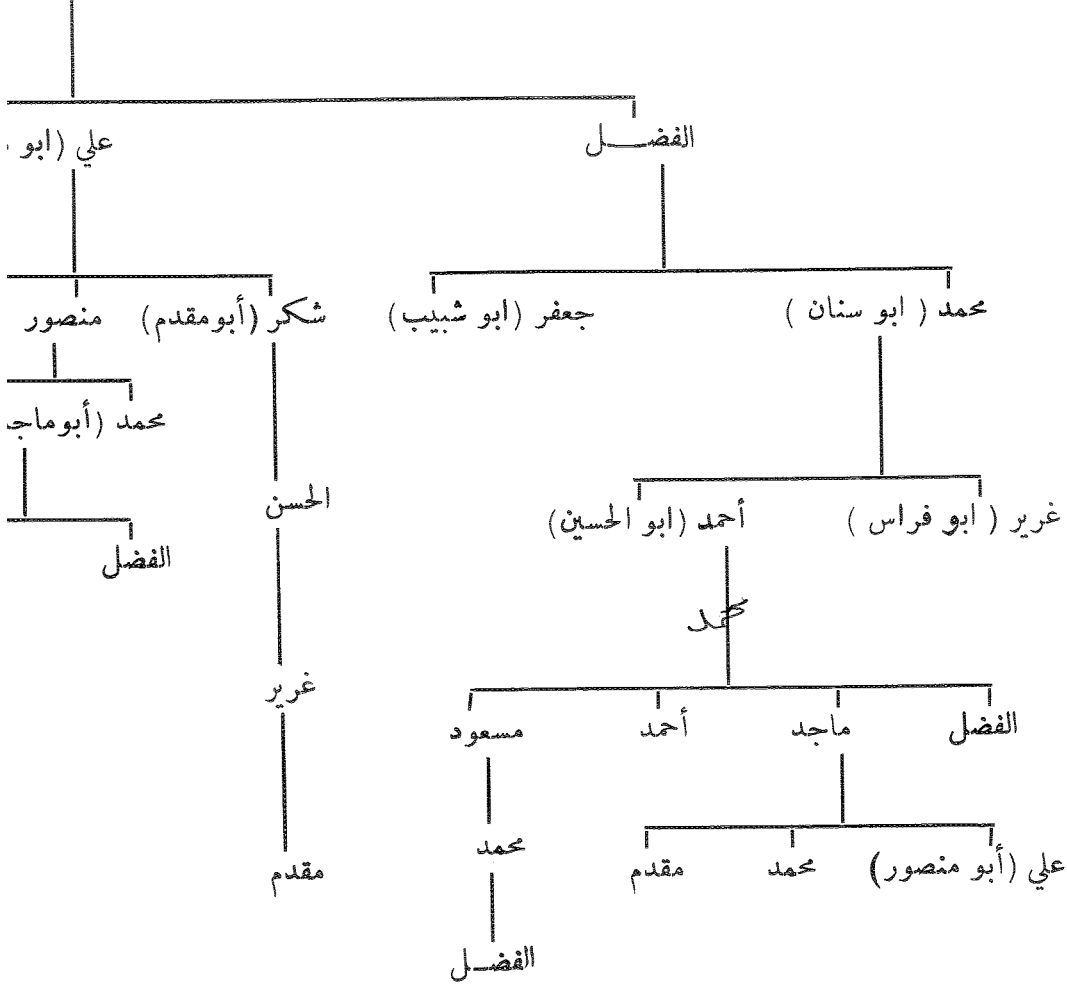 الفضل
علي (ابو
محمد ( ابو سنان )
جعفر (ابو شبيب)
شكر (أبومقدم)
منصور
محمد (أبوماجد
الحسن
غرير ( ابو فراس )
أحمد (ابو الحسين)
الفضل
محمد
غرير
الفضل
ماجد
أحمد
مسعود
علي (أبو منصور)
محمد
مقدم
محمد
مقدم
الفضل